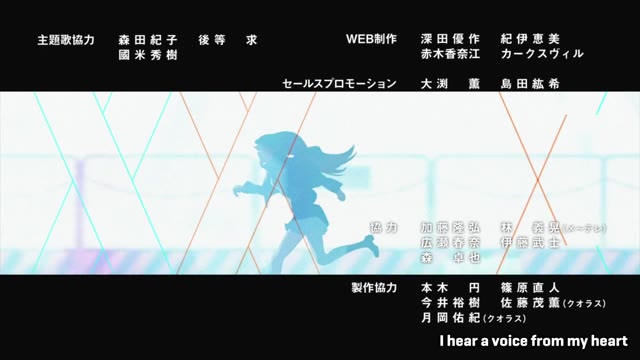 主題歌協力 森田紀子 後等 求
國米秀樹
WEB制作 深田優作 紀伊恵美
赤木香奈江 カークスヴィル
セールスプロモーション 大渕 薫 島田紘希
協力 加藤隆弘 林 義晃(メ〜テレ)
広瀬春奈 伊藤武士
森 卓也
製作協力 本木 円 篠原直人
今井裕樹 佐藤茂薫(クオラス)
月岡佑紀(クオラス)
I hear a voice from my heart